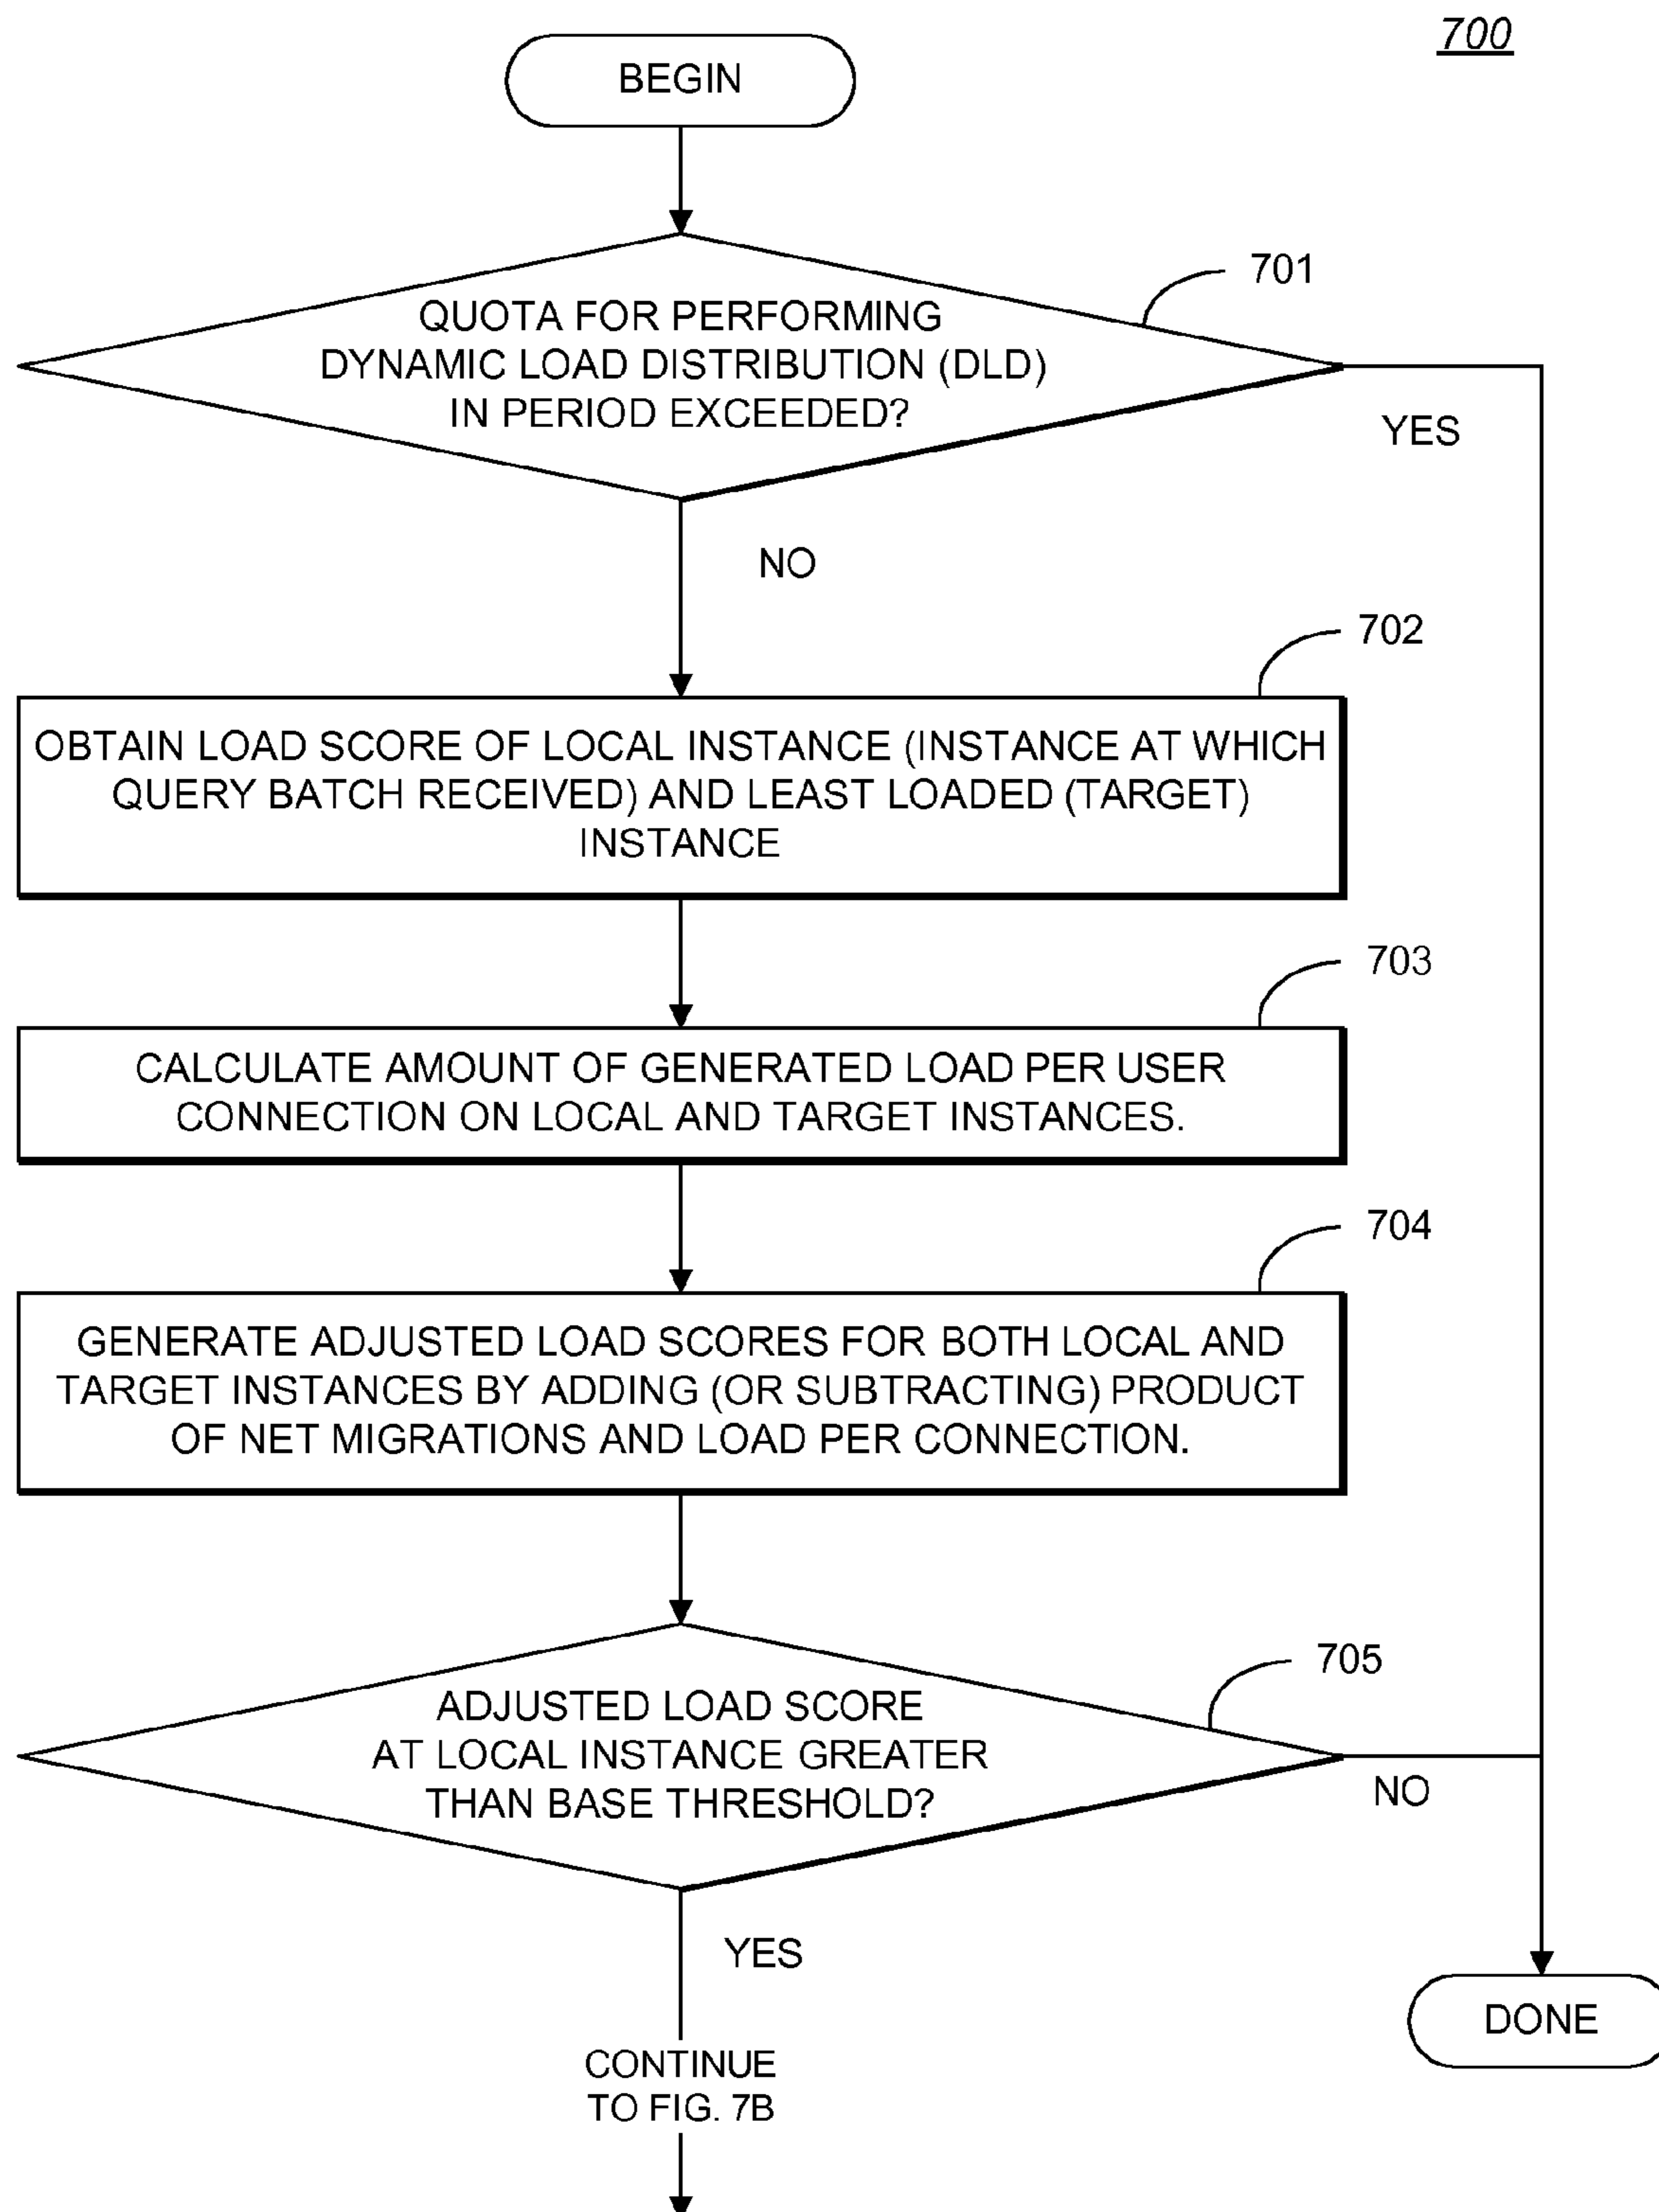 700
BEGIN
701
QUOTA FOR PERFORMING
DYNAMIC LOAD DISTRIBUTION (DLD)
IN PERIOD EXCEEDED?
YES
NO
702
OBTAIN LOAD SCORE OF LOCAL INSTANCE (INSTANCE AT WHICH
QUERY BATCH RECEIVED) AND LEAST LOADED (TARGET)
INSTANCE
703
CALCULATE AMOUNT OF GENERATED LOAD PER USER
CONNECTION ON LOCAL AND TARGET INSTANCES.
704
GENERATE ADJUSTED LOAD SCORES FOR BOTH LOCAL AND
TARGET INSTANCES BY ADDING (OR SUBTRACTING) PRODUCT
OF NET MIGRATIONS AND LOAD PER CONNECTION.
705
ADJUSTED LOAD SCORE
AT LOCAL INSTANCE GREATER
THAN BASE THRESHOLD?
NO
YES
DONE
CONTINUE
TO FIG. 7B